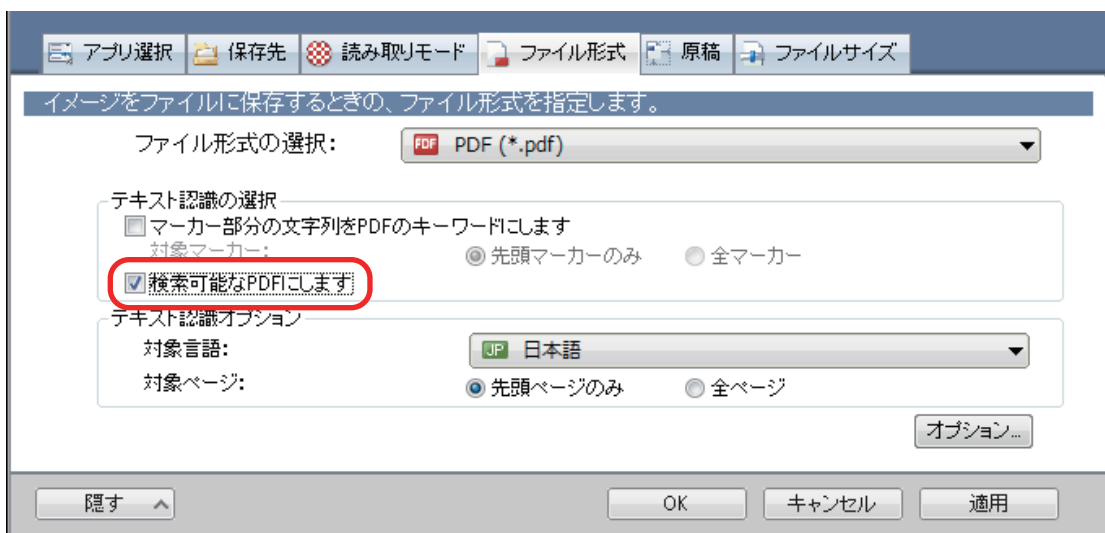 アプリ選択 保存先 読み取りモード ファイル形式 原稿 ファイルサイズ
イメージをファイルに保存するときの、ファイル形式を指定します。
ファイル形式の選択: PDF PDF (*.pdf)
テキスト認識の選択
マーカー部分の文字列をPDFのキーワードにします
対象マーカー: 先頭マーカーのみ 全マーカー
検索可能なPDFにします
テキスト認識オプション
対象言語: JP 日本語
対象ページ: 先頭ページのみ 全ページ
オプション...
隠す OK キャンセル 適用